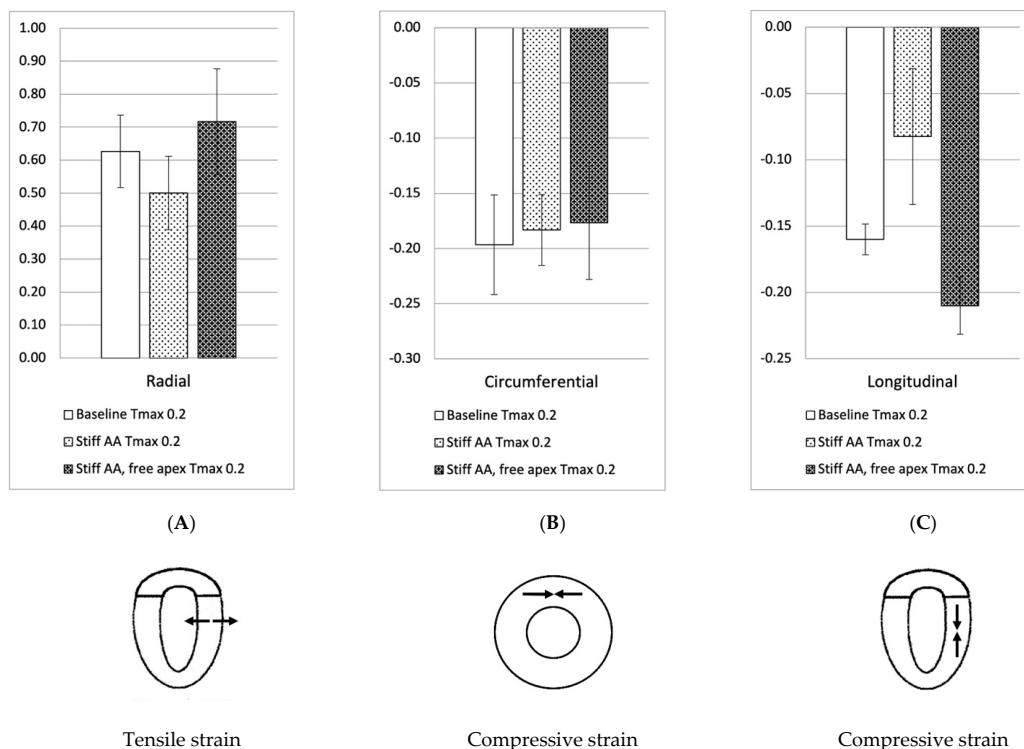 1.00
0.90
0.80
0.70
0.60
0.50
0.40
0.30
0.20
0.10
0.00
Radial
Baseline Tmax 0.2
Stiff AA Tmax 0.2
Stiff AA, free apex Tmax 0.2
(A)
Tensile strain
0.00
-0.05
-0.10
-0.15
-0.20
-0.25
-0.30
Circumferential
Baseline Tmax 0.2
Stiff AA Tmax 0.2
Stiff AA, free apex Tmax 0.2
(B)
Compressive strain
0.00
-0.05
-0.10
-0.15
-0.20
-0.25
Longitudinal
Baseline Tmax 0.2
Stiff AA Tmax 0.2
Stiff AA, free apex Tmax 0.2
(C)
Compressive strain